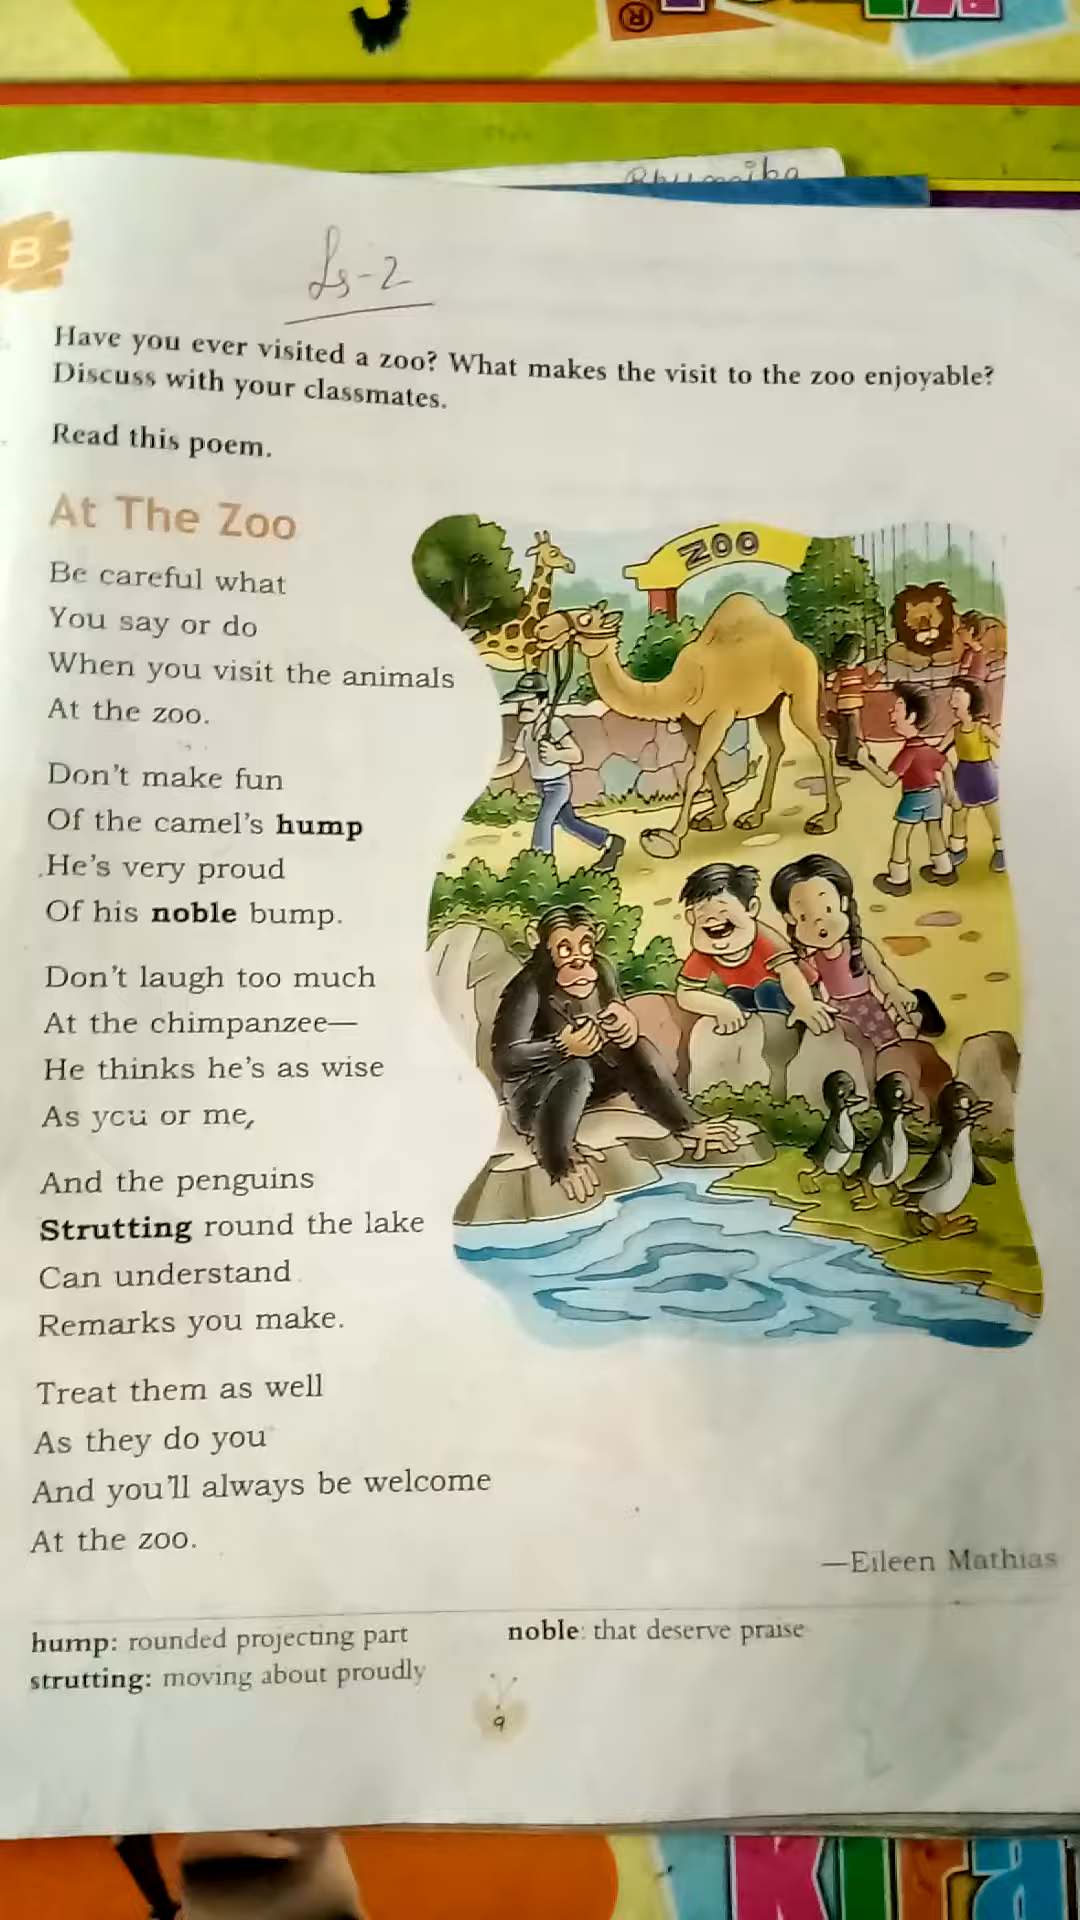 B
Ls-2
Have you ever visited a zoo? What makes the visit to the zoo enjoyable?
Discuss with your classmates.
Read this poem.
At The Zoo
ZOO
Be careful what
You say or do
When you visit the animals
At the zoo.
Don't make fun
Of the camel's hump
He's very proud
Of his noble bump.
Don't laugh too much
At the chimpanzee—
He thinks he's as wise
As you or me,
And the penguins
Strutting round the lake
Can understand
Remarks you make.
Treat them as well
As they do you
And you'll always be welcome
At the zoo.
—Eileen Mathias
hump: rounded projecting part
noble: that deserve praise
strutting: moving about proudly
9